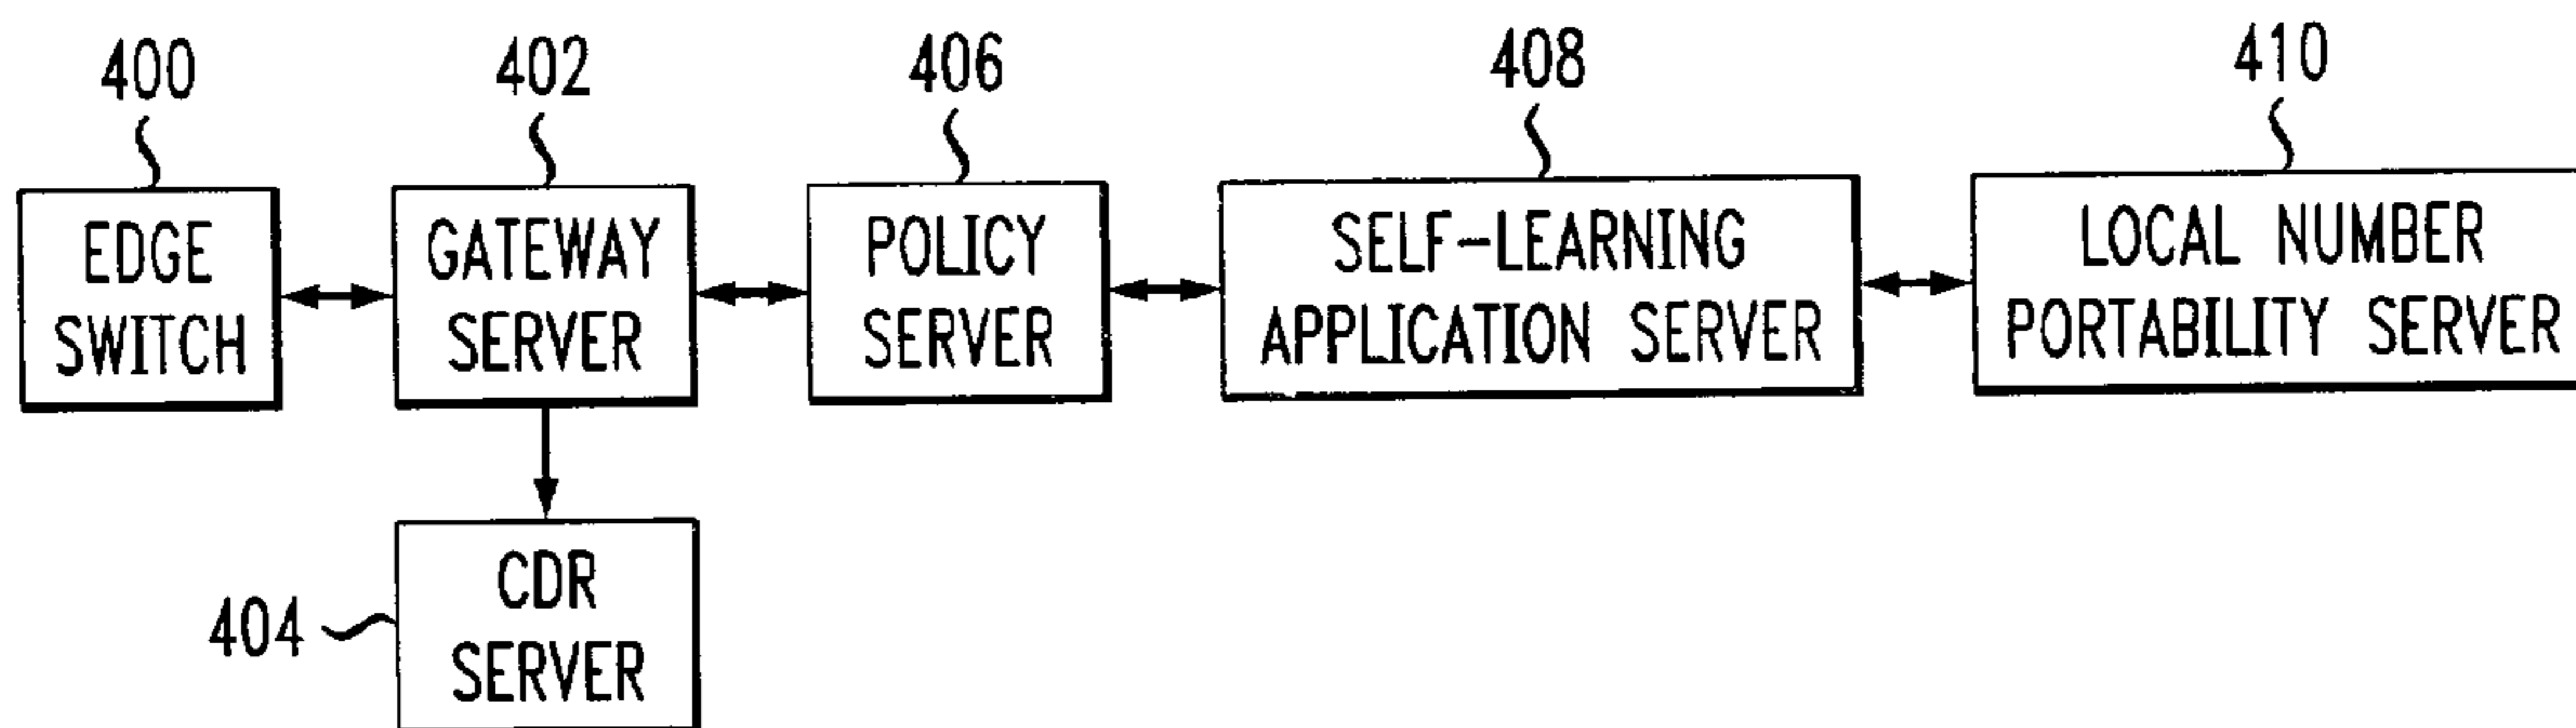 400
402
406
408
410
EDGE
SWITCH
GATEWAY
SERVER
POLICY
SERVER
SELF-LEARNING
APPLICATION SERVER
LOCAL NUMBER
PORTABILITY SERVER
404
CDR
SERVER